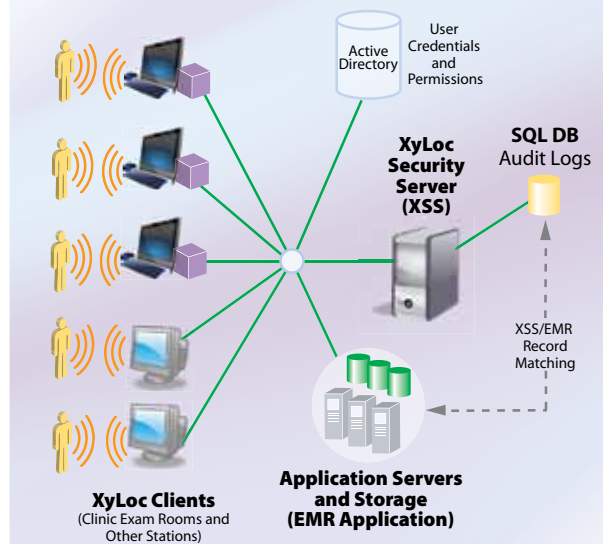 Active
Directory
User
Credentials
and
Permissions
XyLoc
Security
Server
(XSS)
SQL DB
Audit Logs
XSS/EMR
Record
Matching
Application Servers
and Storage
(EMR Application)
XyLoc Clients
(Clinic Exam Rooms and
Other Stations)